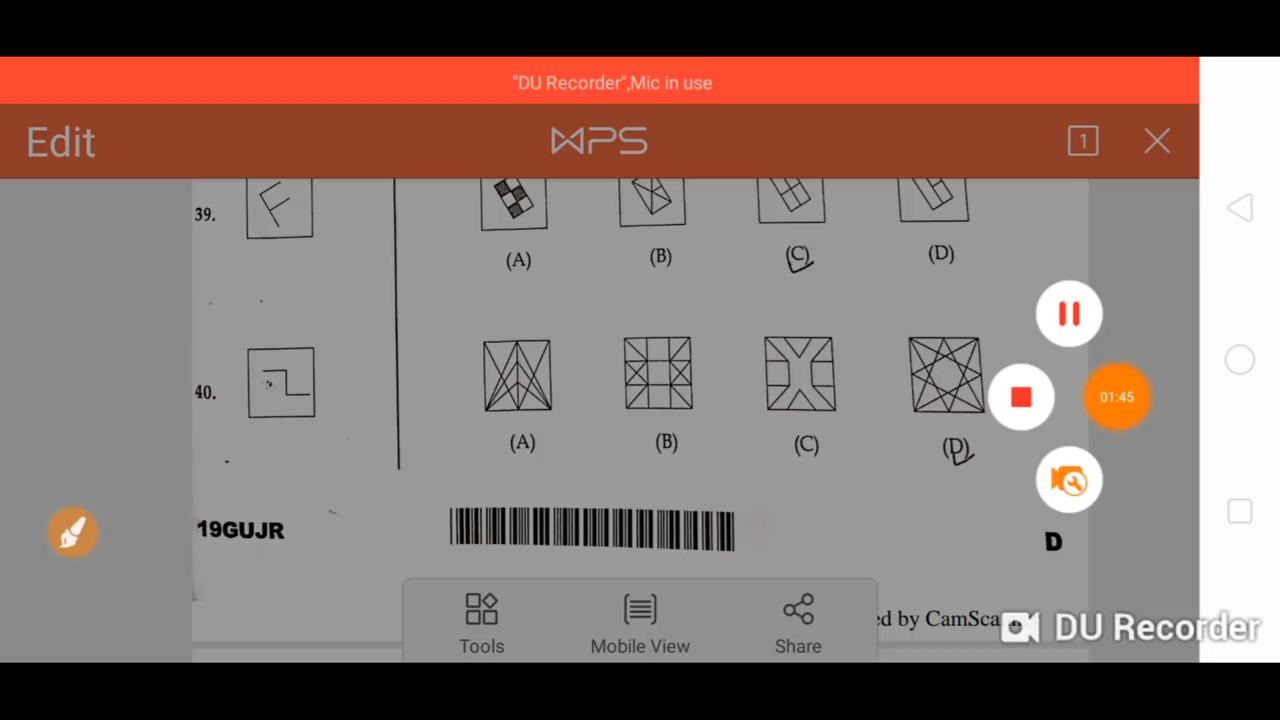 "DU Recorder",Mic in use
Edit
WPS
1
39.
(A)
(B)
(C)
(D)
01:45
40.
(A)
(B)
(C)
(D)
19GUJR
D
ed by CamSca
DU Recorder
Tools
Mobile View
Share